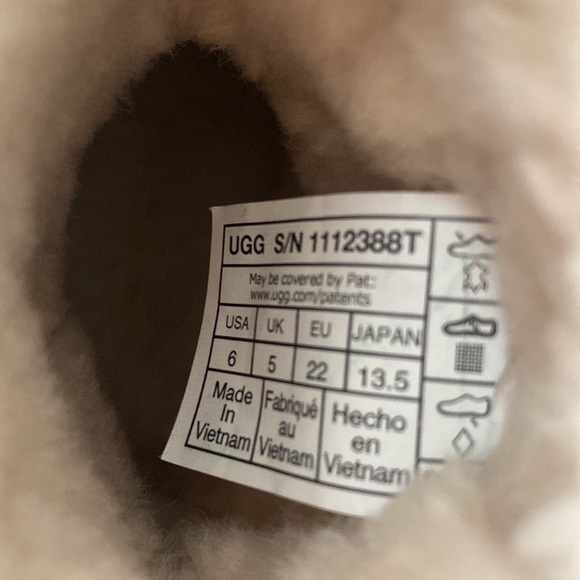 UGG S/N 1112388T
May be covered by Pat:
www.ugg.com/patents
USA UK EU JAPAN
6 5 22 13.5
Made In Vietnam
Fabriqué au Vietnam
Hecho en Vietnam